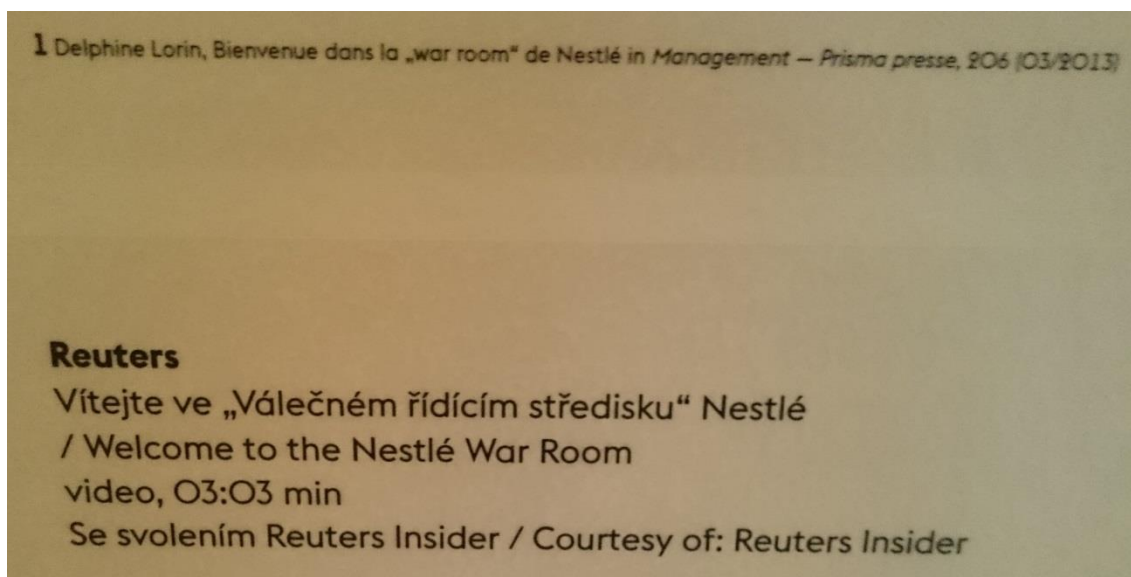 1 Delphine Lorin, Bienvenue dans la „war room“ de Nestlé in Management – Prisma presse, 206 (03/2013)
Reuters
Vítejte ve „Válečném řídícím středisku“ Nestlé
/ Welcome to the Nestlé War Room
video, 03:03 min
Se svolením Reuters Insider / Courtesy of: Reuters Insider